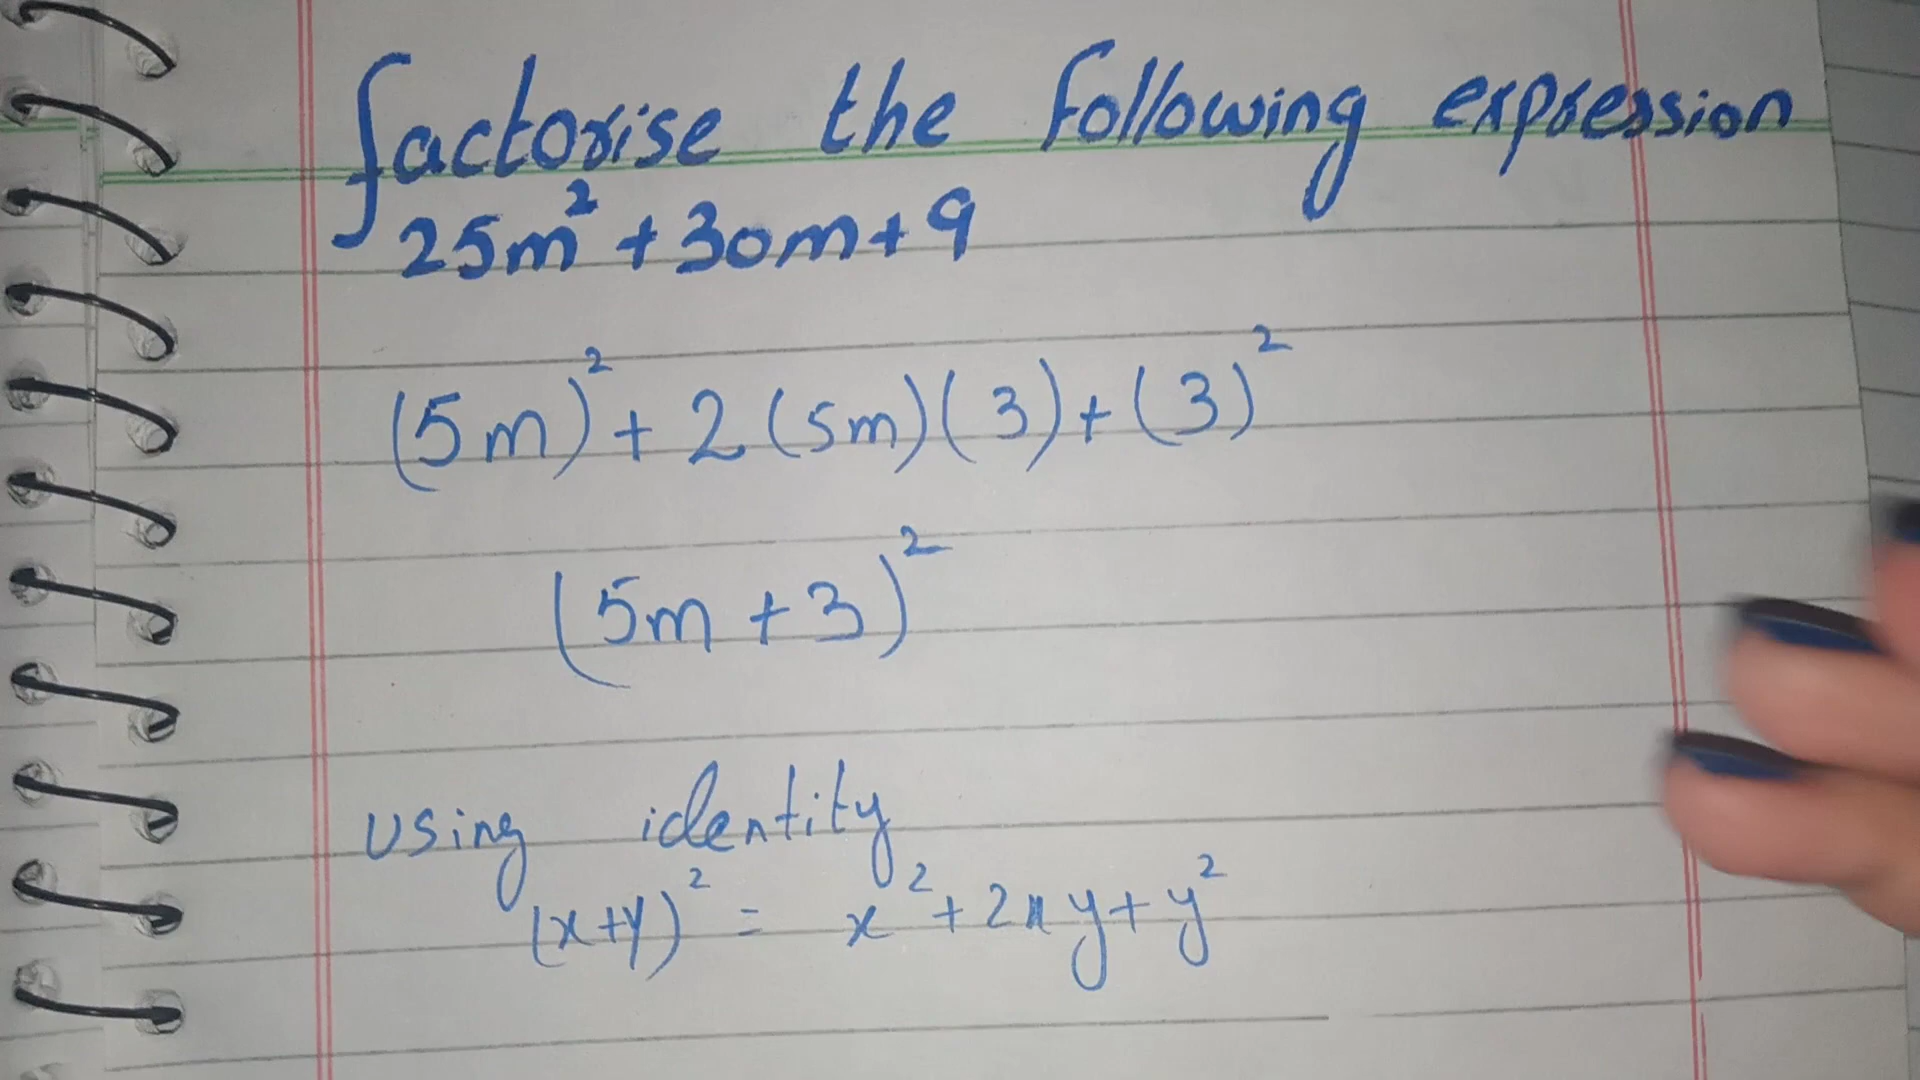 factorise the following expression
25m² + 30m + 9
(5m)² + 2(5m)(3) + (3)²
(5m + 3)²
using identity
(x+y)² = x² + 2xy + y²